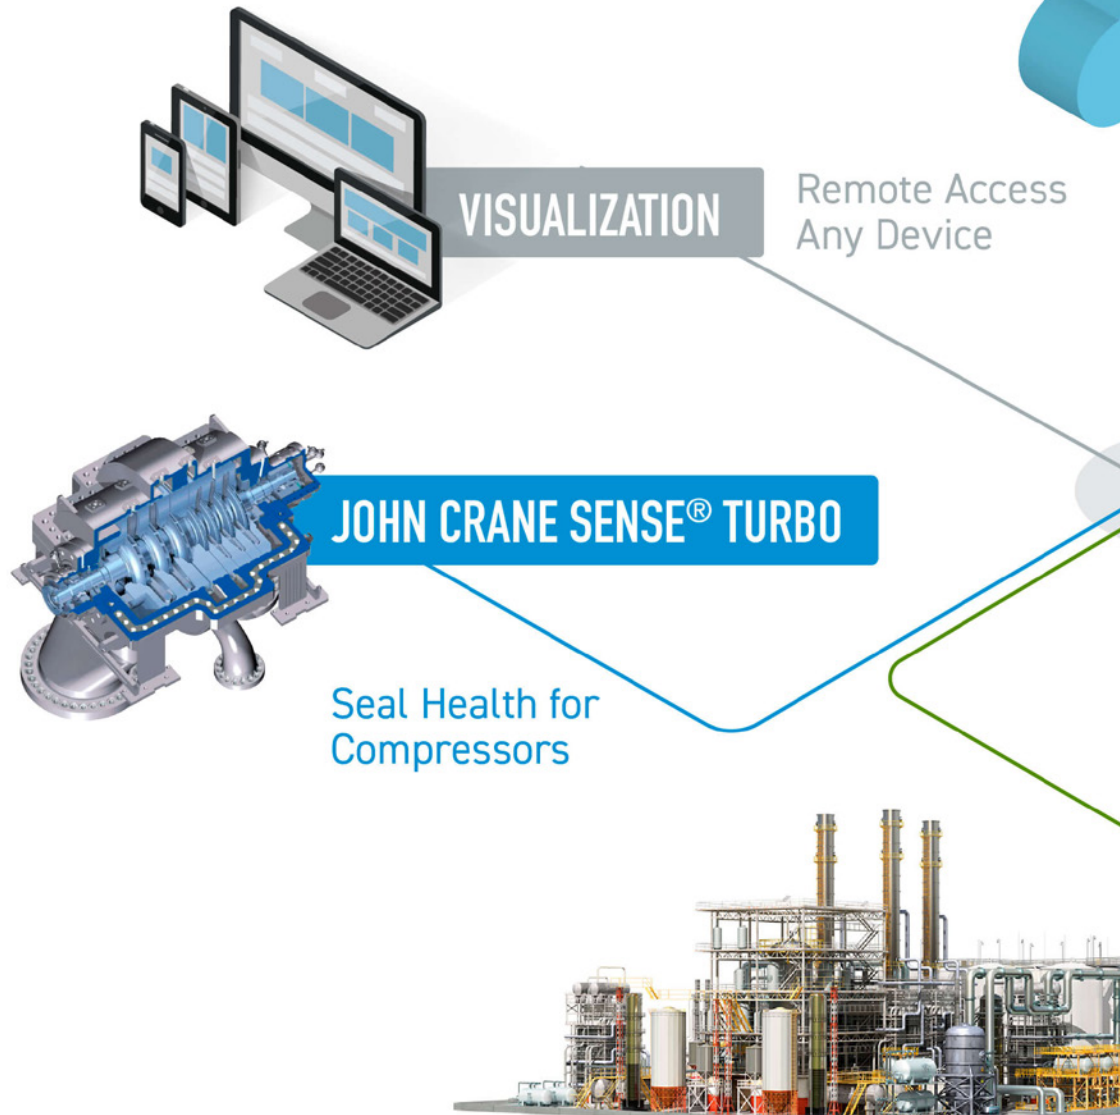 VISUALIZATION
Remote Access
Any Device
JOHN CRANE SENSE® TURBO
Seal Health for
Compressors